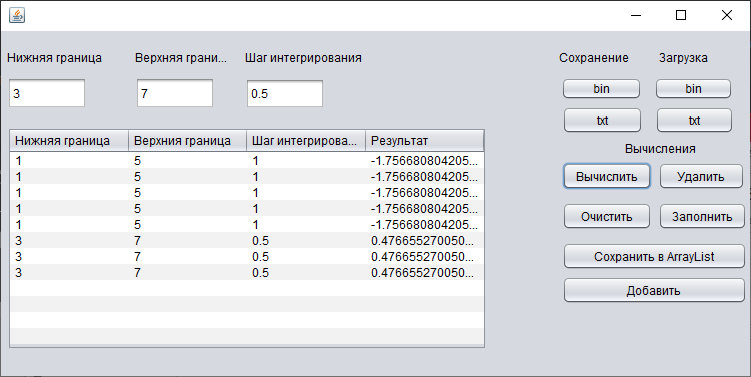 Нижняя граница Верхняя грани... Шаг интегрирования Сохранение Загрузка
3 7 0.5 bin bin
txt txt
Нижняя граница Верхния граница Шаг интегрирова... Результат Вычисления
1 5 1 -1.756680804205... Вычислить Удалить
1 5 1 -1.756680804205...
1 5 1 -1.756680804205...
1 5 1 -1.756680804205... Очистить Заполнить
1 5 1 -1.756680804205...
3 7 0.5 0.476655270050...
3 7 0.5 0.476655270050... Сохранить в ArrayList
3 7 0.5 0.476655270050...
Добавить